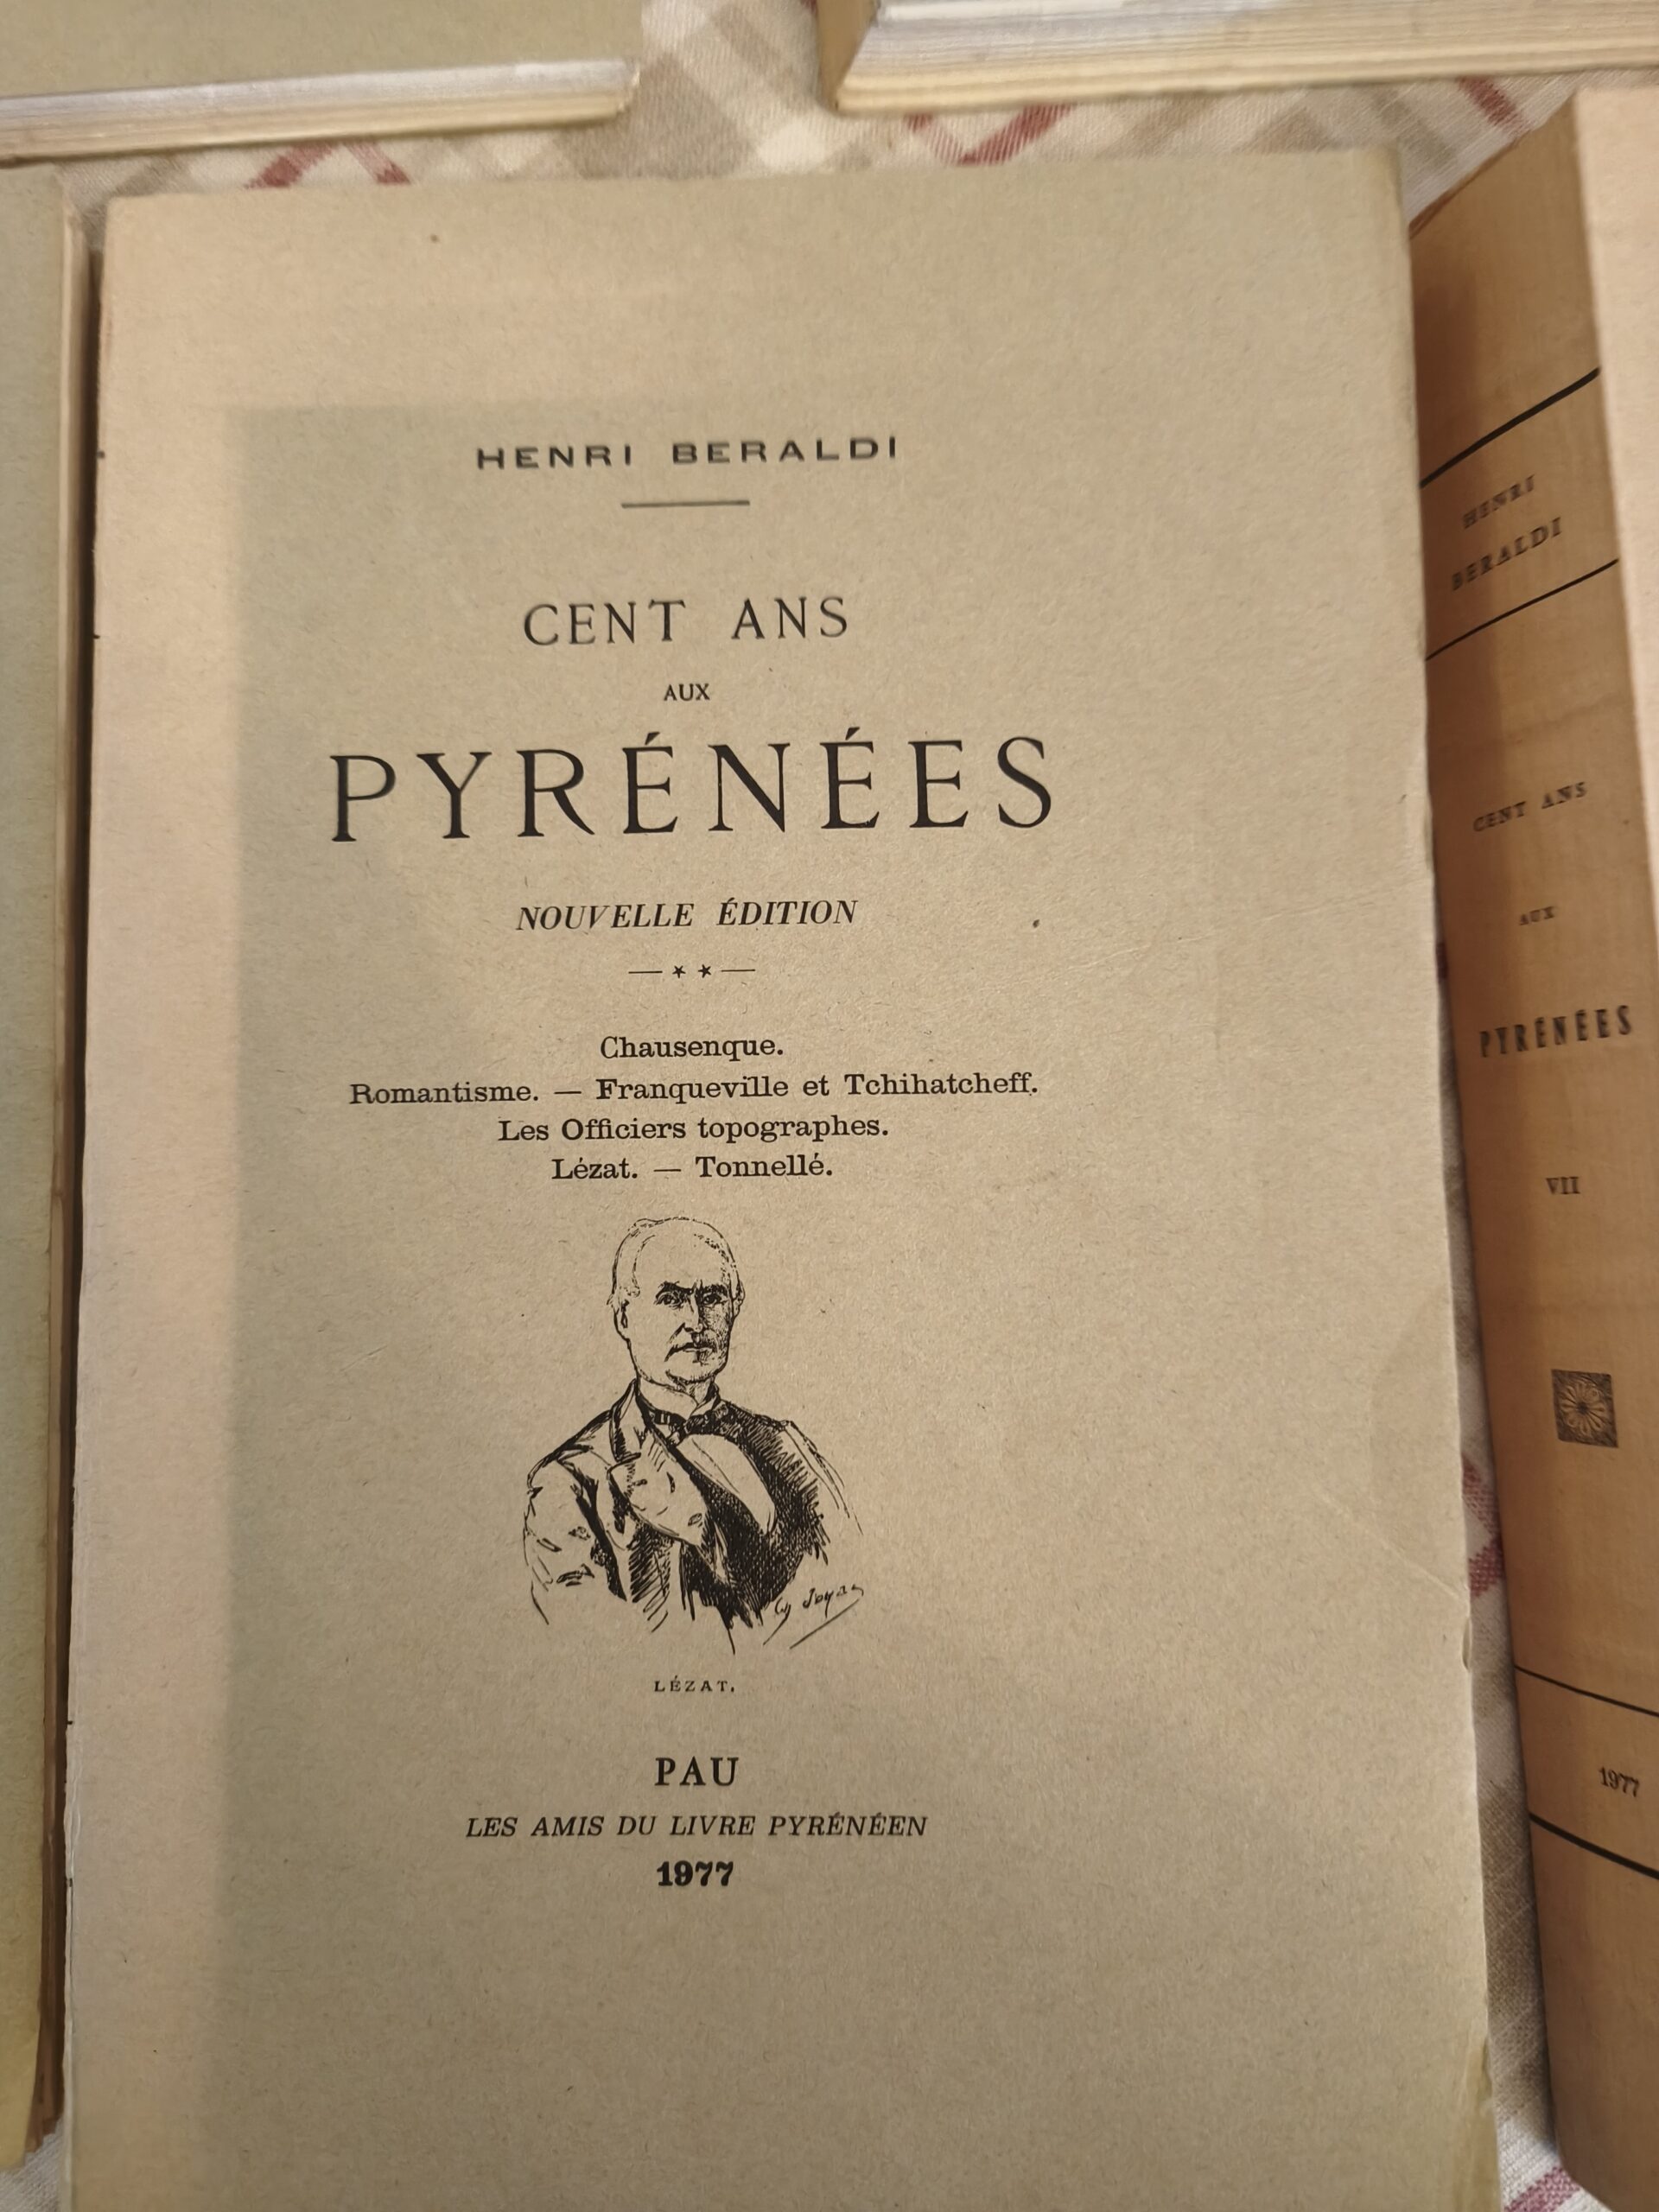 HENRI BERALDI
CENT ANS
AUX
PYRÉNÉES
NOUVELLE ÉDITION
Chausenque.
Romantisme. — Franqueville et Tchihatcheff.
Les Officiers topographes.
Lézat. — Tonnellé.
LÉZAT.
PAU
LES AMIS DU LIVRE PYRÉNÉEN
1977
HENRI
BERALDI
CENT ANS
AUX
PYRÉNÉES
VII
1977